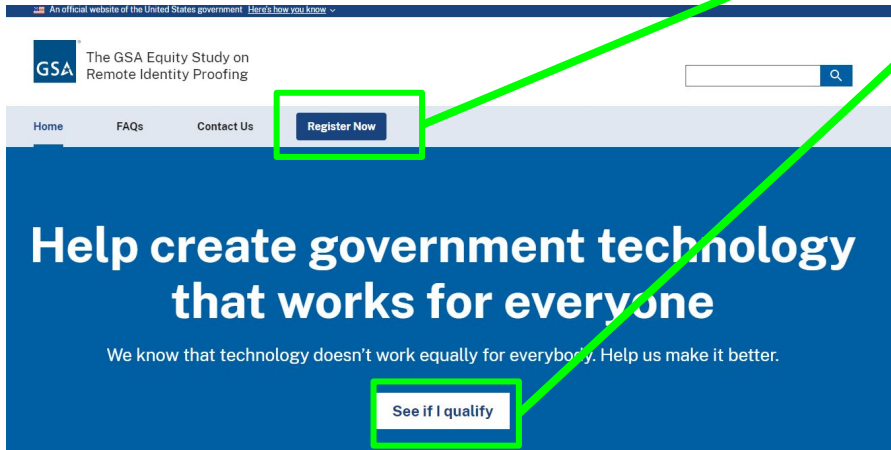 An official website of the United States government Here's how you know
GSA
The GSA Equity Study on
Remote Identity Proofing
Home FAQs Contact Us Register Now
Help create government technology
that works for everyone
We know that technology doesn't work equally for everybody. Help us make it better.
See if I qualify